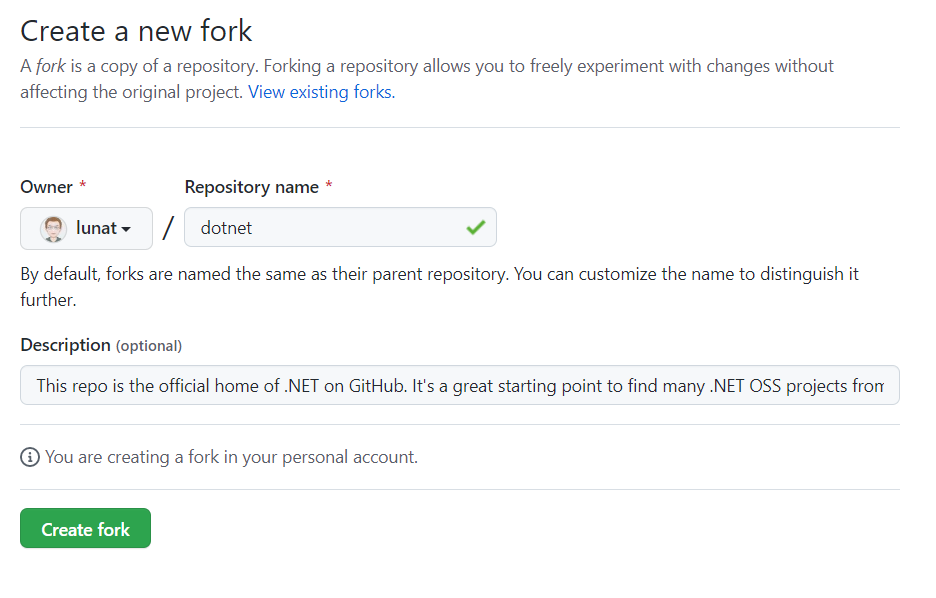 Create a new fork
A fork is a copy of a repository. Forking a repository allows you to freely experiment with changes without
affecting the original project. View existing forks.
Owner * Repository name *
lunat / dotnet
By default, forks are named the same as their parent repository. You can customize the name to distinguish it
further.
Description (optional)
This repo is the official home of .NET on GitHub. It's a great starting point to find many .NET OSS projects from
You are creating a fork in your personal account.
Create fork